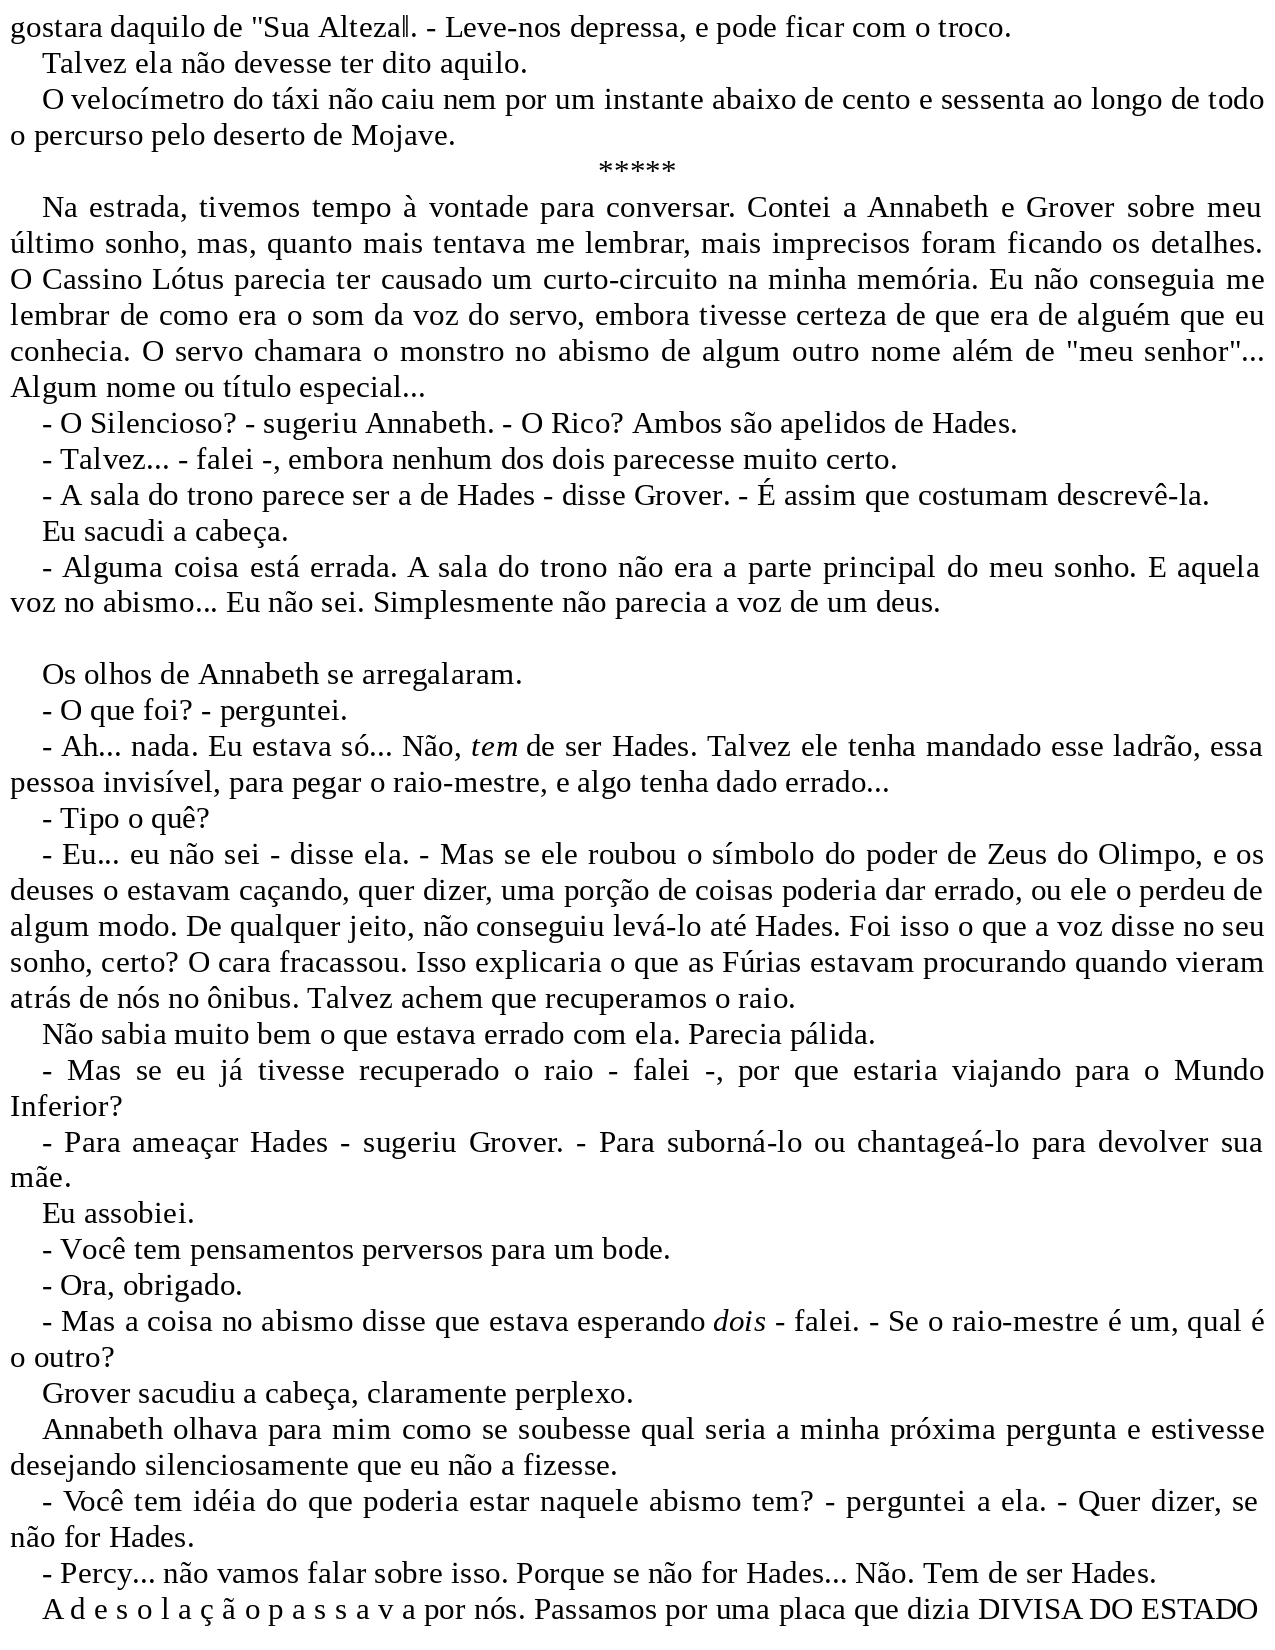 gostara daquilo de "Sua Alteza‖. - Leve-nos depressa, e pode ficar com o troco.
Talvez ela não devesse ter dito aquilo.
O velocímetro do táxi não caiu nem por um instante abaixo de cento e sessenta ao longo de todo
o percurso pelo deserto de Mojave.
*****
Na estrada, tivemos tempo à vontade para conversar. Contei a Annabeth e Grover sobre meu
último sonho, mas, quanto mais tentava me lembrar, mais imprecisos foram ficando os detalhes.
O Cassino Lótus parecia ter causado um curto-circuito na minha memória. Eu não conseguia me
lembrar de como era o som da voz do servo, embora tivesse certeza de que era de alguém que eu
conhecia. O servo chamara o monstro no abismo de algum outro nome além de "meu senhor"...
Algum nome ou título especial...
- O Silencioso? - sugeriu Annabeth. - O Rico? Ambos são apelidos de Hades.
- Talvez... - falei -, embora nenhum dos dois parecesse muito certo.
- A sala do trono parece ser a de Hades - disse Grover. - É assim que costumam descrevê-la.
Eu sacudi a cabeça.
- Alguma coisa está errada. A sala do trono não era a parte principal do meu sonho. E aquela
voz no abismo... Eu não sei. Simplesmente não parecia a voz de um deus.
Os olhos de Annabeth se arregalaram.
- O que foi? - perguntei.
- Ah... nada. Eu estava só... Não, tem de ser Hades. Talvez ele tenha mandado esse ladrão, essa
pessoa invisível, para pegar o raio-mestre, e algo tenha dado errado...
- Tipo o quê?
- Eu... eu não sei - disse ela. - Mas se ele roubou o símbolo do poder de Zeus do Olimpo, e os
deuses o estavam caçando, quer dizer, uma porção de coisas poderia dar errado, ou ele o perdeu de
algum modo. De qualquer jeito, não conseguiu levá-lo até Hades. Foi isso o que a voz disse no seu
sonho, certo? O cara fracassou. Isso explicaria o que as Fúrias estavam procurando quando vieram
atrás de nós no ônibus. Talvez achem que recuperamos o raio.
Não sabia muito bem o que estava errado com ela. Parecia pálida.
- Mas se eu já tivesse recuperado o raio - falei -, por que estaria viajando para o Mundo
Inferior?
- Para ameaçar Hades - sugeriu Grover. - Para suborná-lo ou chantageá-lo para devolver sua
mãe.
Eu assobiei.
- Você tem pensamentos perversos para um bode.
- Ora, obrigado.
- Mas a coisa no abismo disse que estava esperando dois - falei. - Se o raio-mestre é um, qual é
o outro?
Grover sacudiu a cabeça, claramente perplexo.
Annabeth olhava para mim como se soubesse qual seria a minha próxima pergunta e estivesse
desejando silenciosamente que eu não a fizesse.
- Você tem idéia do que poderia estar naquele abismo tem? - perguntei a ela. - Quer dizer, se
não for Hades.
- Percy... não vamos falar sobre isso. Porque se não for Hades... Não. Tem de ser Hades.
A d e s o l a ç ã o p a s s a v a por nós. Passamos por uma placa que dizia DIVISA DO ESTADO